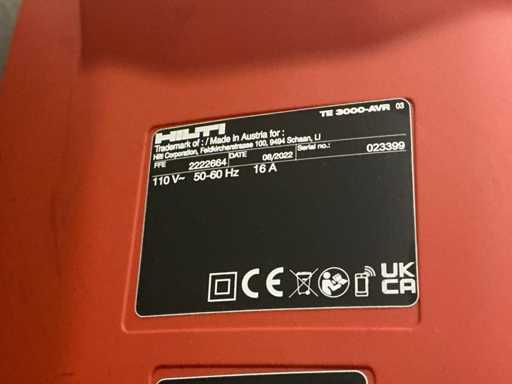 HILTI
TE 3000-AVR 03
Trademark of : / Made in Austria for :
Hilti Corporation, Feldkircherstrasse 100, 9494 Schaan, LI
FFE 2222664 DATE 08/2022 Serial no.: 023399
110 V~ 50-60 Hz 16 A
CE UK
CA